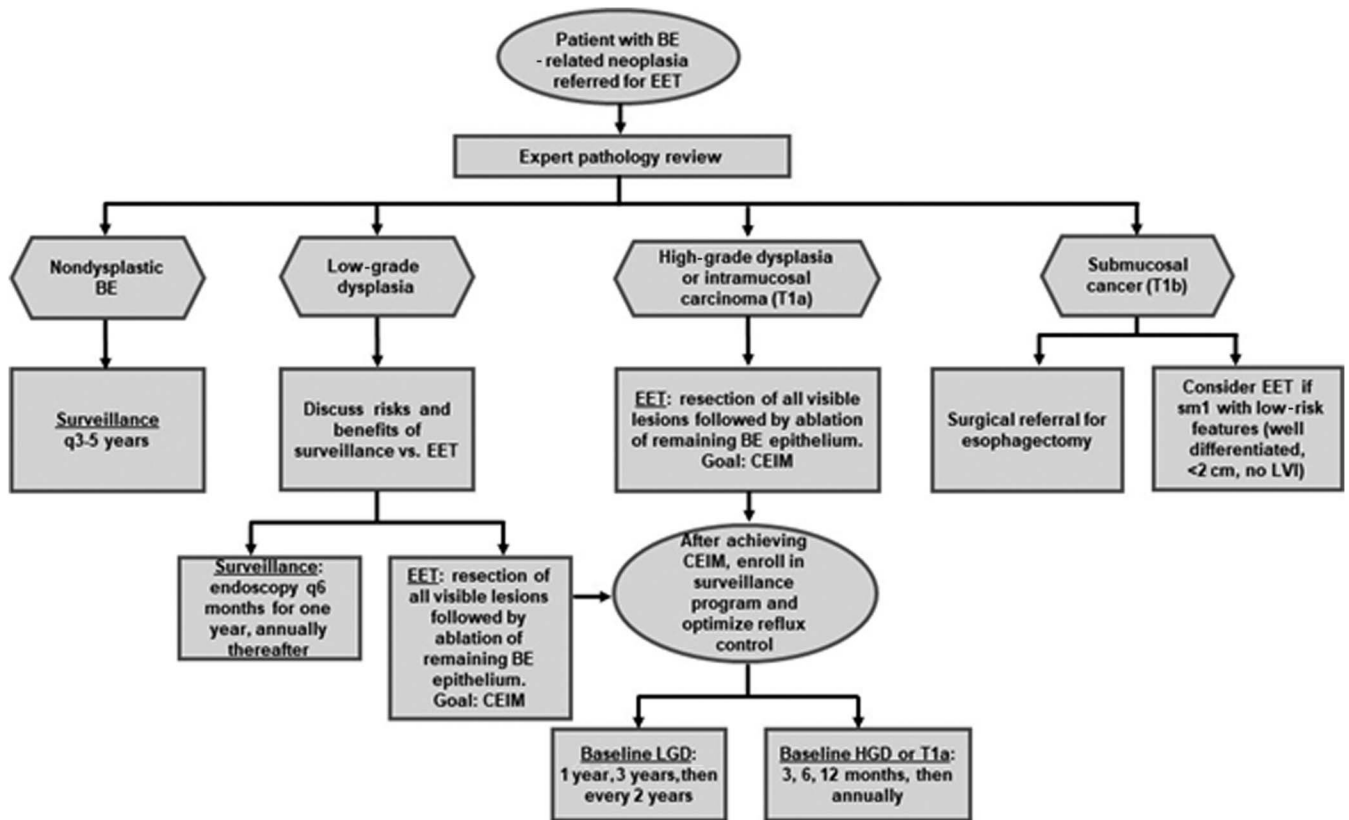 Patient with BE
- related neoplasia
referred for EET
Expert pathology review
Nondysplastic
BE
Low-grade
dysplasia
High-grade dysplasia
or intramucosal
carcinoma (T1a)
Submucosal
cancer (T1b)
Surveillance
q3-5 years
Discuss risks and
benefits of
surveillance vs. EET
EET: resection of all visible
lesions followed by ablation
of remaining BE epithelium.
Goal: CEIM
Surgical referral for
esophagectomy
Consider EET if
sm1 with low-risk
features (well
differentiated,
<2 cm, no LVI)
Surveillance:
endoscopy q6
months for one
year, annually
thereafter
EET: resection of
all visible lesions
followed by
ablation of
remaining BE
epithelium.
Goal: CEIM
After achieving
CEIM, enroll in
surveillance
program and
optimize reflux
control
Baseline LGD:
1 year, 3 years, then
every 2 years
Baseline HGD or T1a:
3, 6, 12 months, then
annually